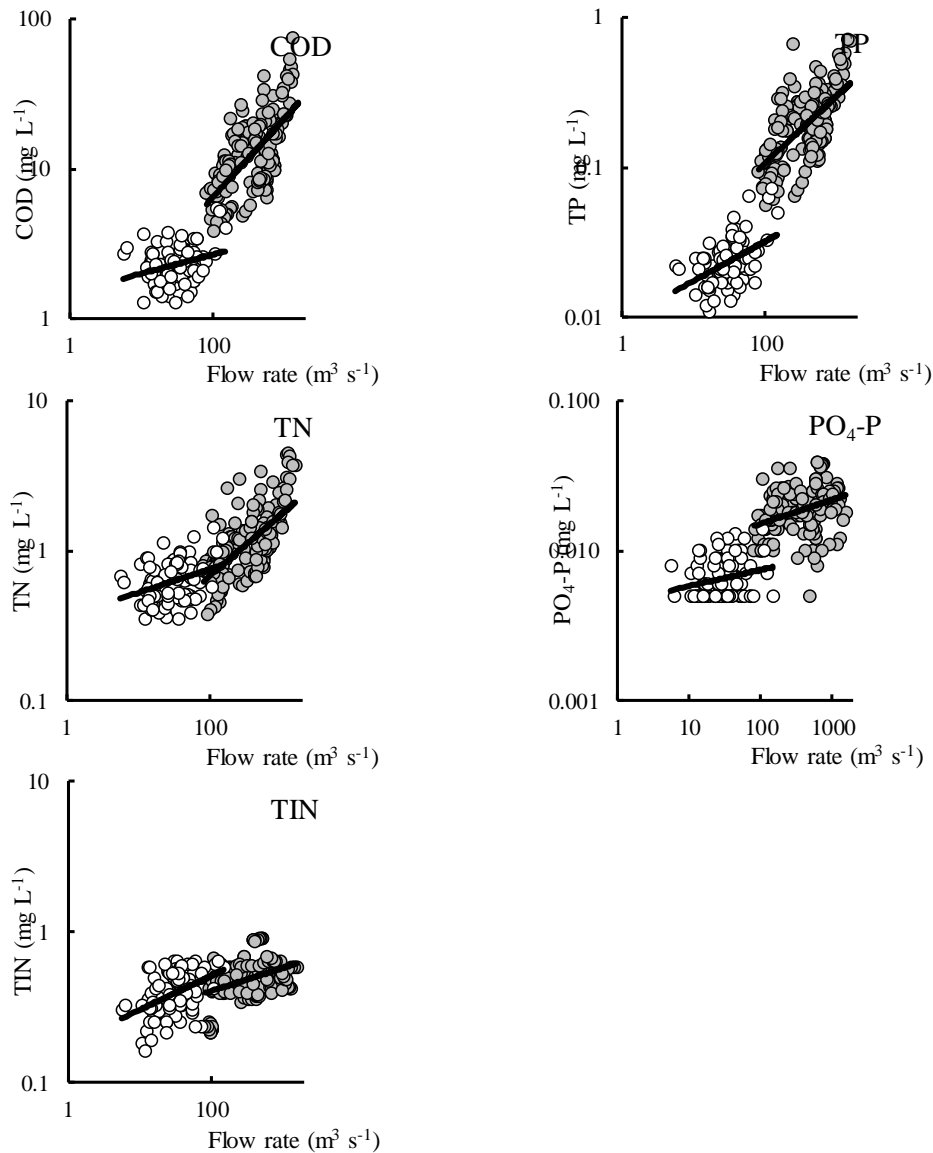 100
10
1
COD (mg L-1)
COD
1
100
Flow rate (m3 s-1)
1
0.1
0.01
TP (mg L-1)
TP
1
100
Flow rate (m3 s-1)
10
1
0.1
TN (mg L-1)
TN
1
100
Flow rate (m3 s-1)
0.100
0.010
0.001
PO4-P (mg L-1)
PO4-P
1
10
100
1000
Flow rate (m3 s-1)
10
1
0.1
TIN (mg L-1)
TIN
1
100
Flow rate (m3 s-1)